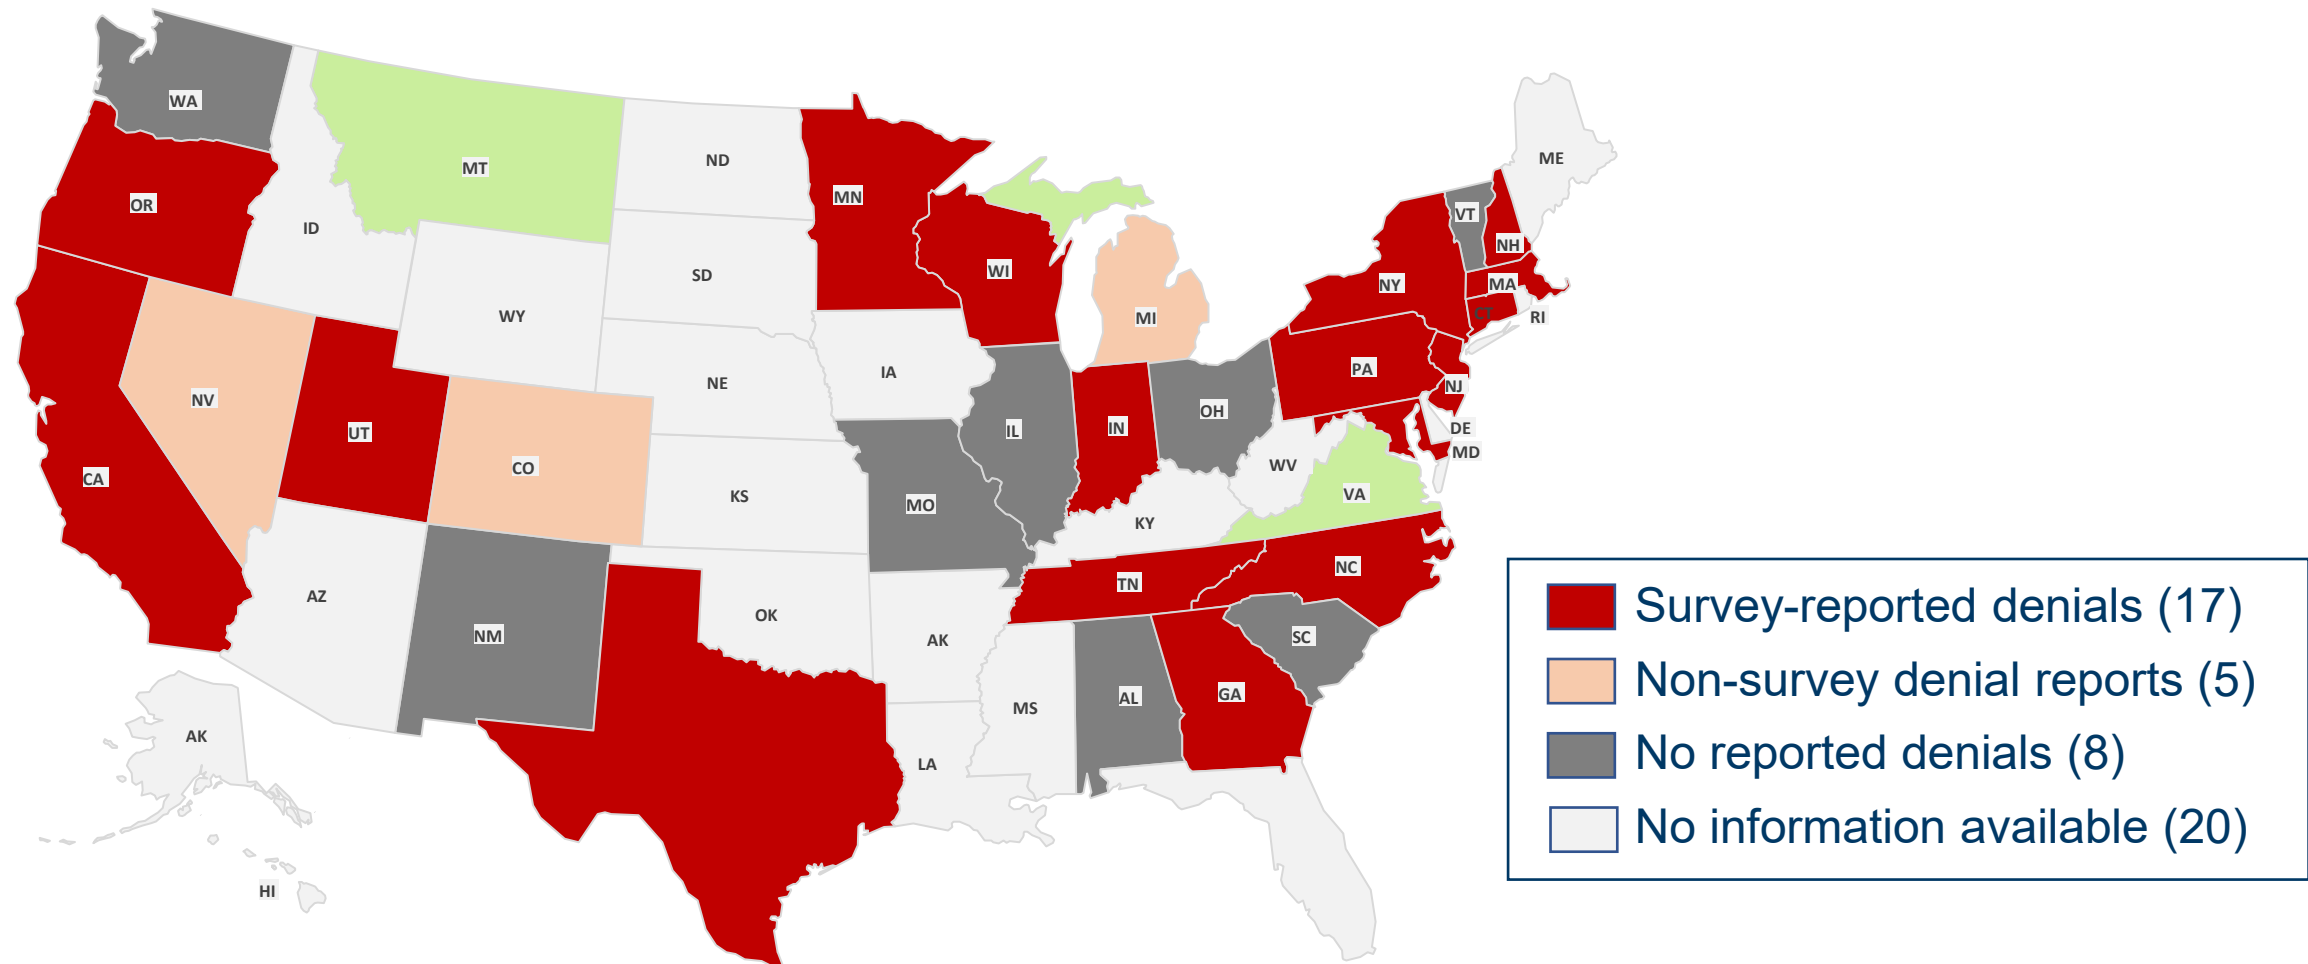 WA
MT
ND
MN
ME
OR
ID
VT
NH
WI
SD
NY
MA
WY
MI
CT
RI
PA
IA
NE
NV
NJ
OH
UT
IN
IL
DE
MD
CO
WV
CA
KS
VA
MO
KY
NC
TN
AZ
OK
NM
AK
SC
GA
AL
MS
AK
LA
HI
Survey-reported denials (17)
Non-survey denial reports (5)
No reported denials (8)
No information available (20)